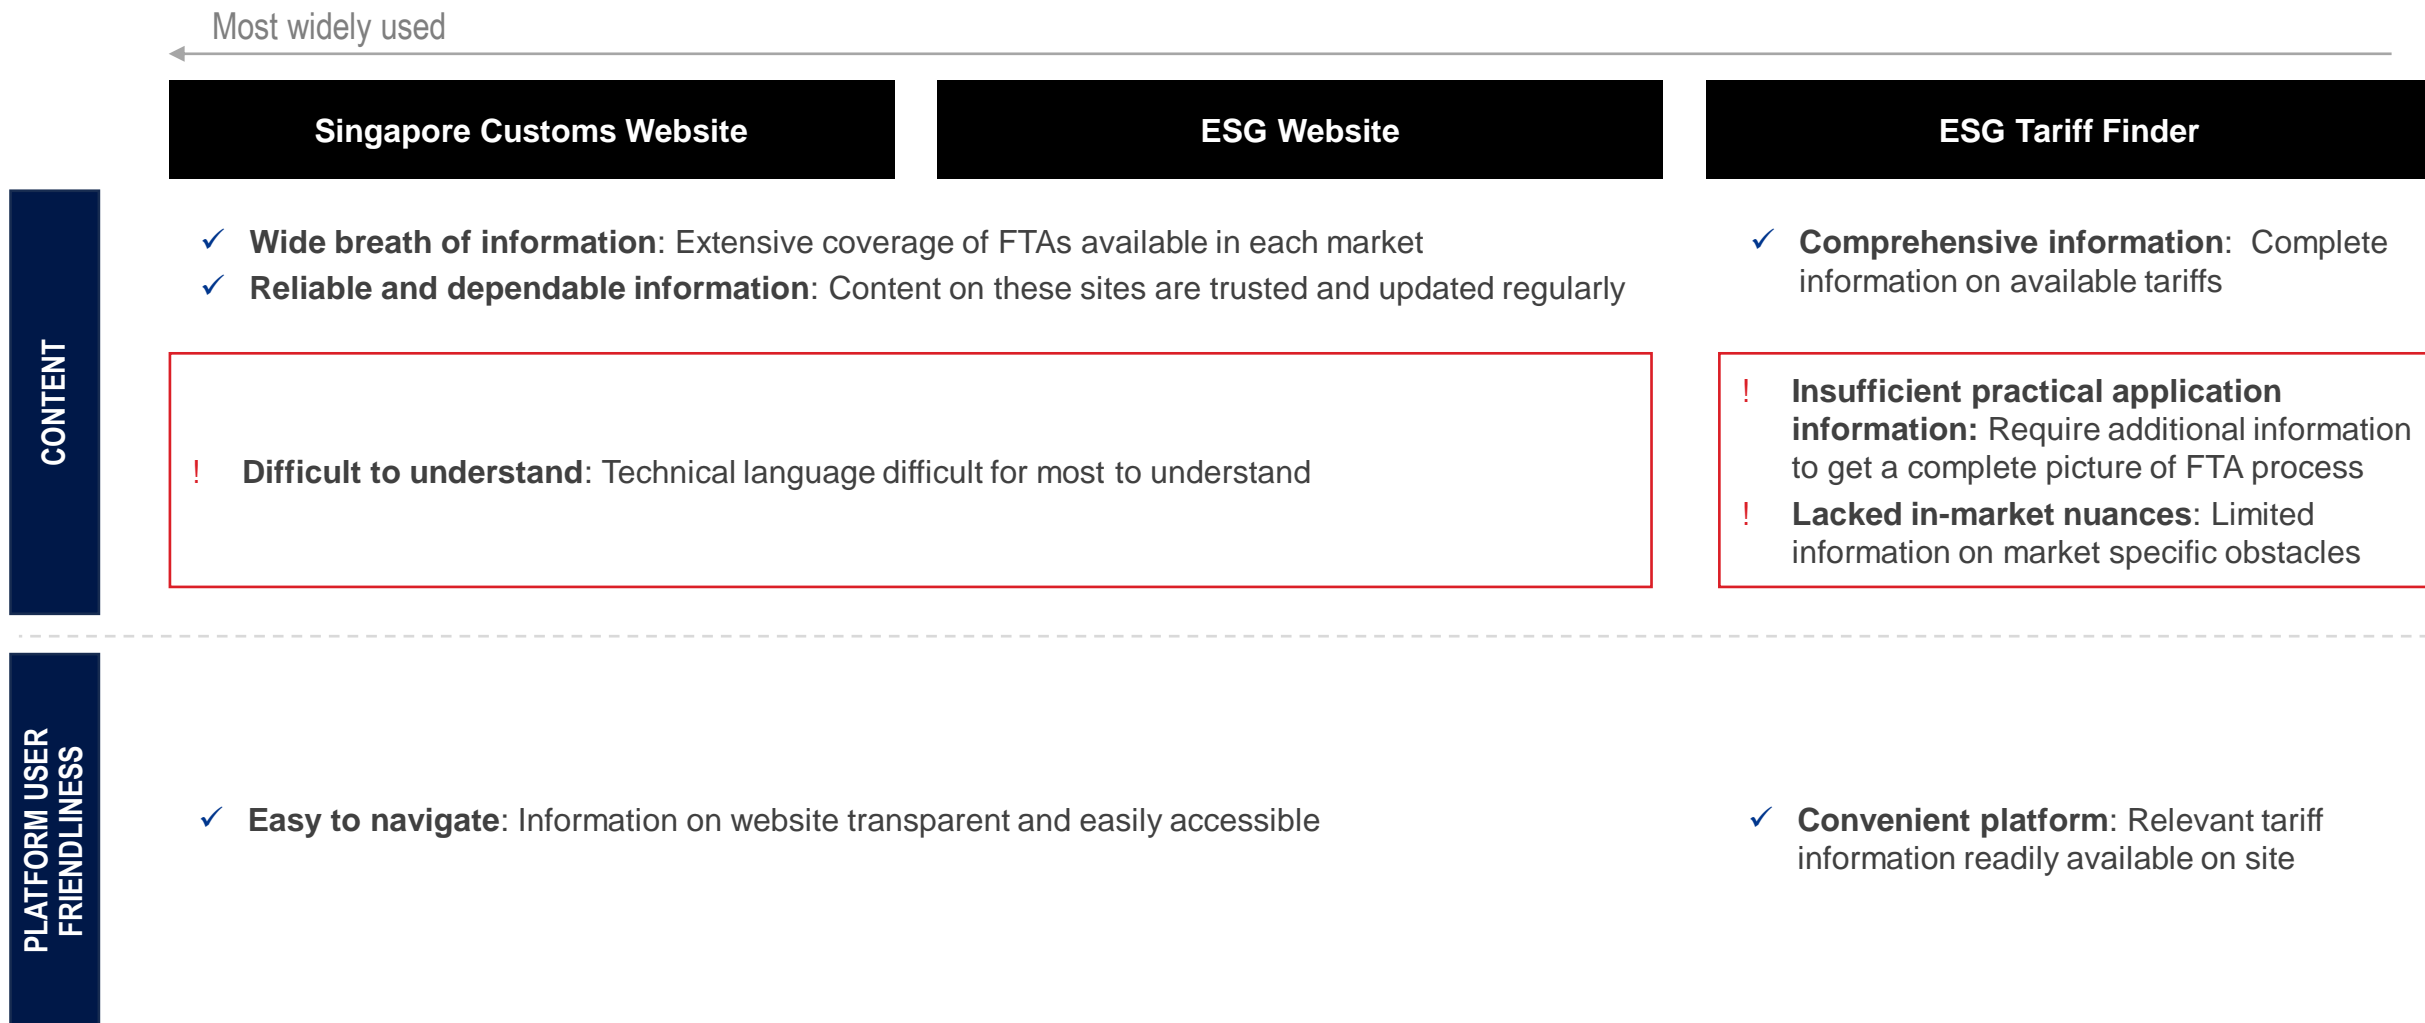 Most widely used
Singapore Customs Website
ESG Website
ESG Tariff Finder
CONTENT
✓ Wide breath of information: Extensive coverage of FTAs available in each market
✓ Reliable and dependable information: Content on these sites are trusted and updated regularly
✓ Comprehensive information: Complete
information on available tariffs
! Difficult to understand: Technical language difficult for most to understand
! Insufficient practical application
information: Require additional information
to get a complete picture of FTA process
! Lacked in-market nuances: Limited
information on market specific obstacles
PLATFORM USER
FRIENDLINESS
✓ Easy to navigate: Information on website transparent and easily accessible
✓ Convenient platform: Relevant tariff
information readily available on site